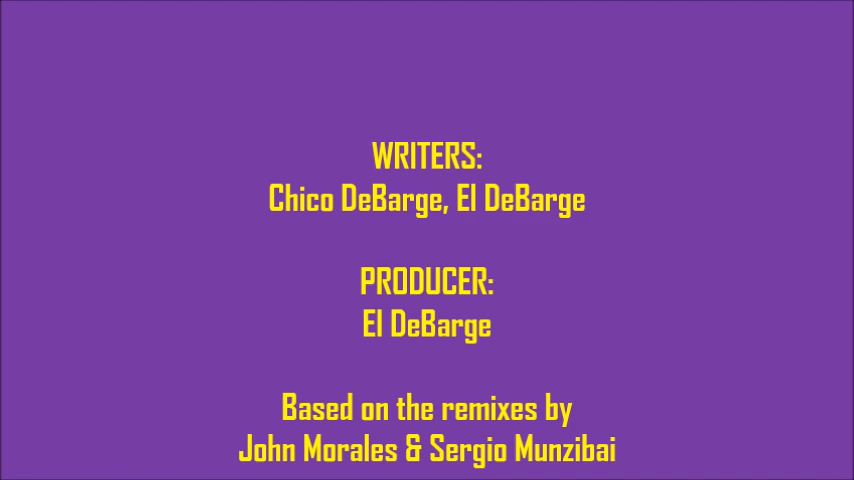 WRITERS:
Chico DeBarge, El DeBarge
PRODUCER:
El DeBarge
Based on the remixes by
John Morales & Sergio Munzibai